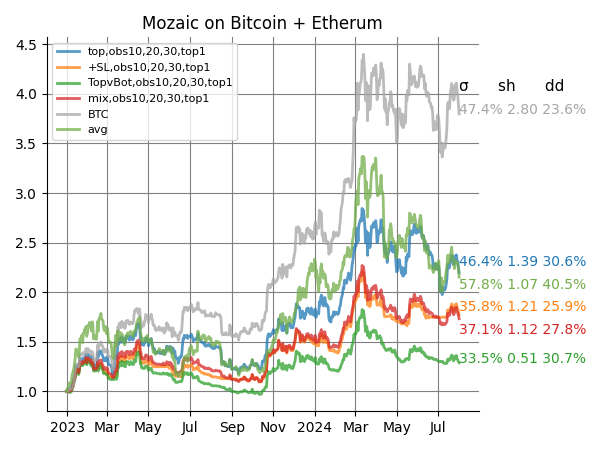 Mozaic on Bitcoin + Etherum
4.5
4.0
3.5
3.0
2.5
2.0
1.5
1.0
top,obs10,20,30,top1
+SL,obs10,20,30,top1
TopvBot,obs10,20,30,top1
mix,obs10,20,30,top1
BTC
avg
σ sh dd
47.4% 2.80 23.6%
46.4% 1.39 30.6%
57.8% 1.07 40.5%
35.8% 1.21 25.9%
37.1% 1.12 27.8%
33.5% 0.51 30.7%
2023 Mar May Jul Sep Nov 2024 Mar May Jul